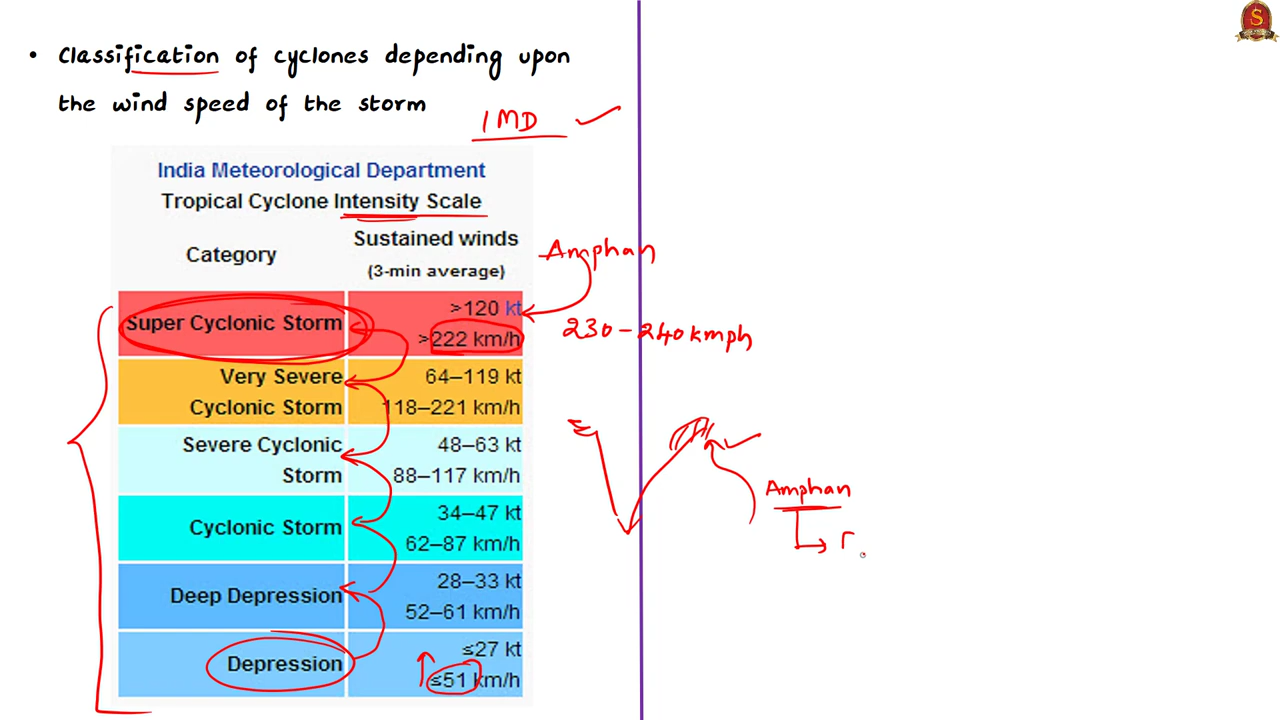 • Classification of cyclones depending upon
the wind speed of the storm
IMD
India Meteorological Department
Tropical Cyclone Intensity Scale
Category
Sustained winds
(3-min average)
Amphan
Super Cyclonic Storm
>120 kt
>222 km/h
230-240 kmph
Very Severe
Cyclonic Storm
64–119 kt
118–221 km/h
Severe Cyclonic
Storm
48–63 kt
88–117 km/h
Amphan
Cyclonic Storm
34–47 kt
62–87 km/h
Deep Depression
28–33 kt
52–61 km/h
Depression
≤27 kt
≤51 km/h